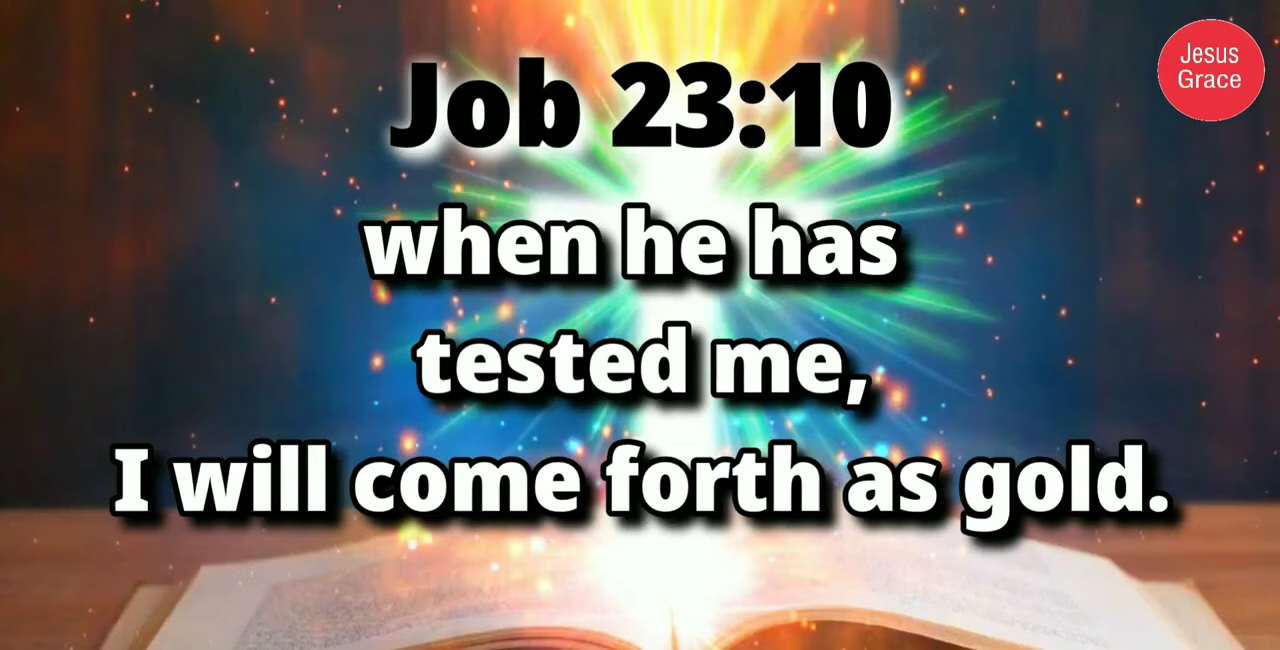 Jesus
Grace
Job 23:10
when he has
tested me,
I will come forth as gold.